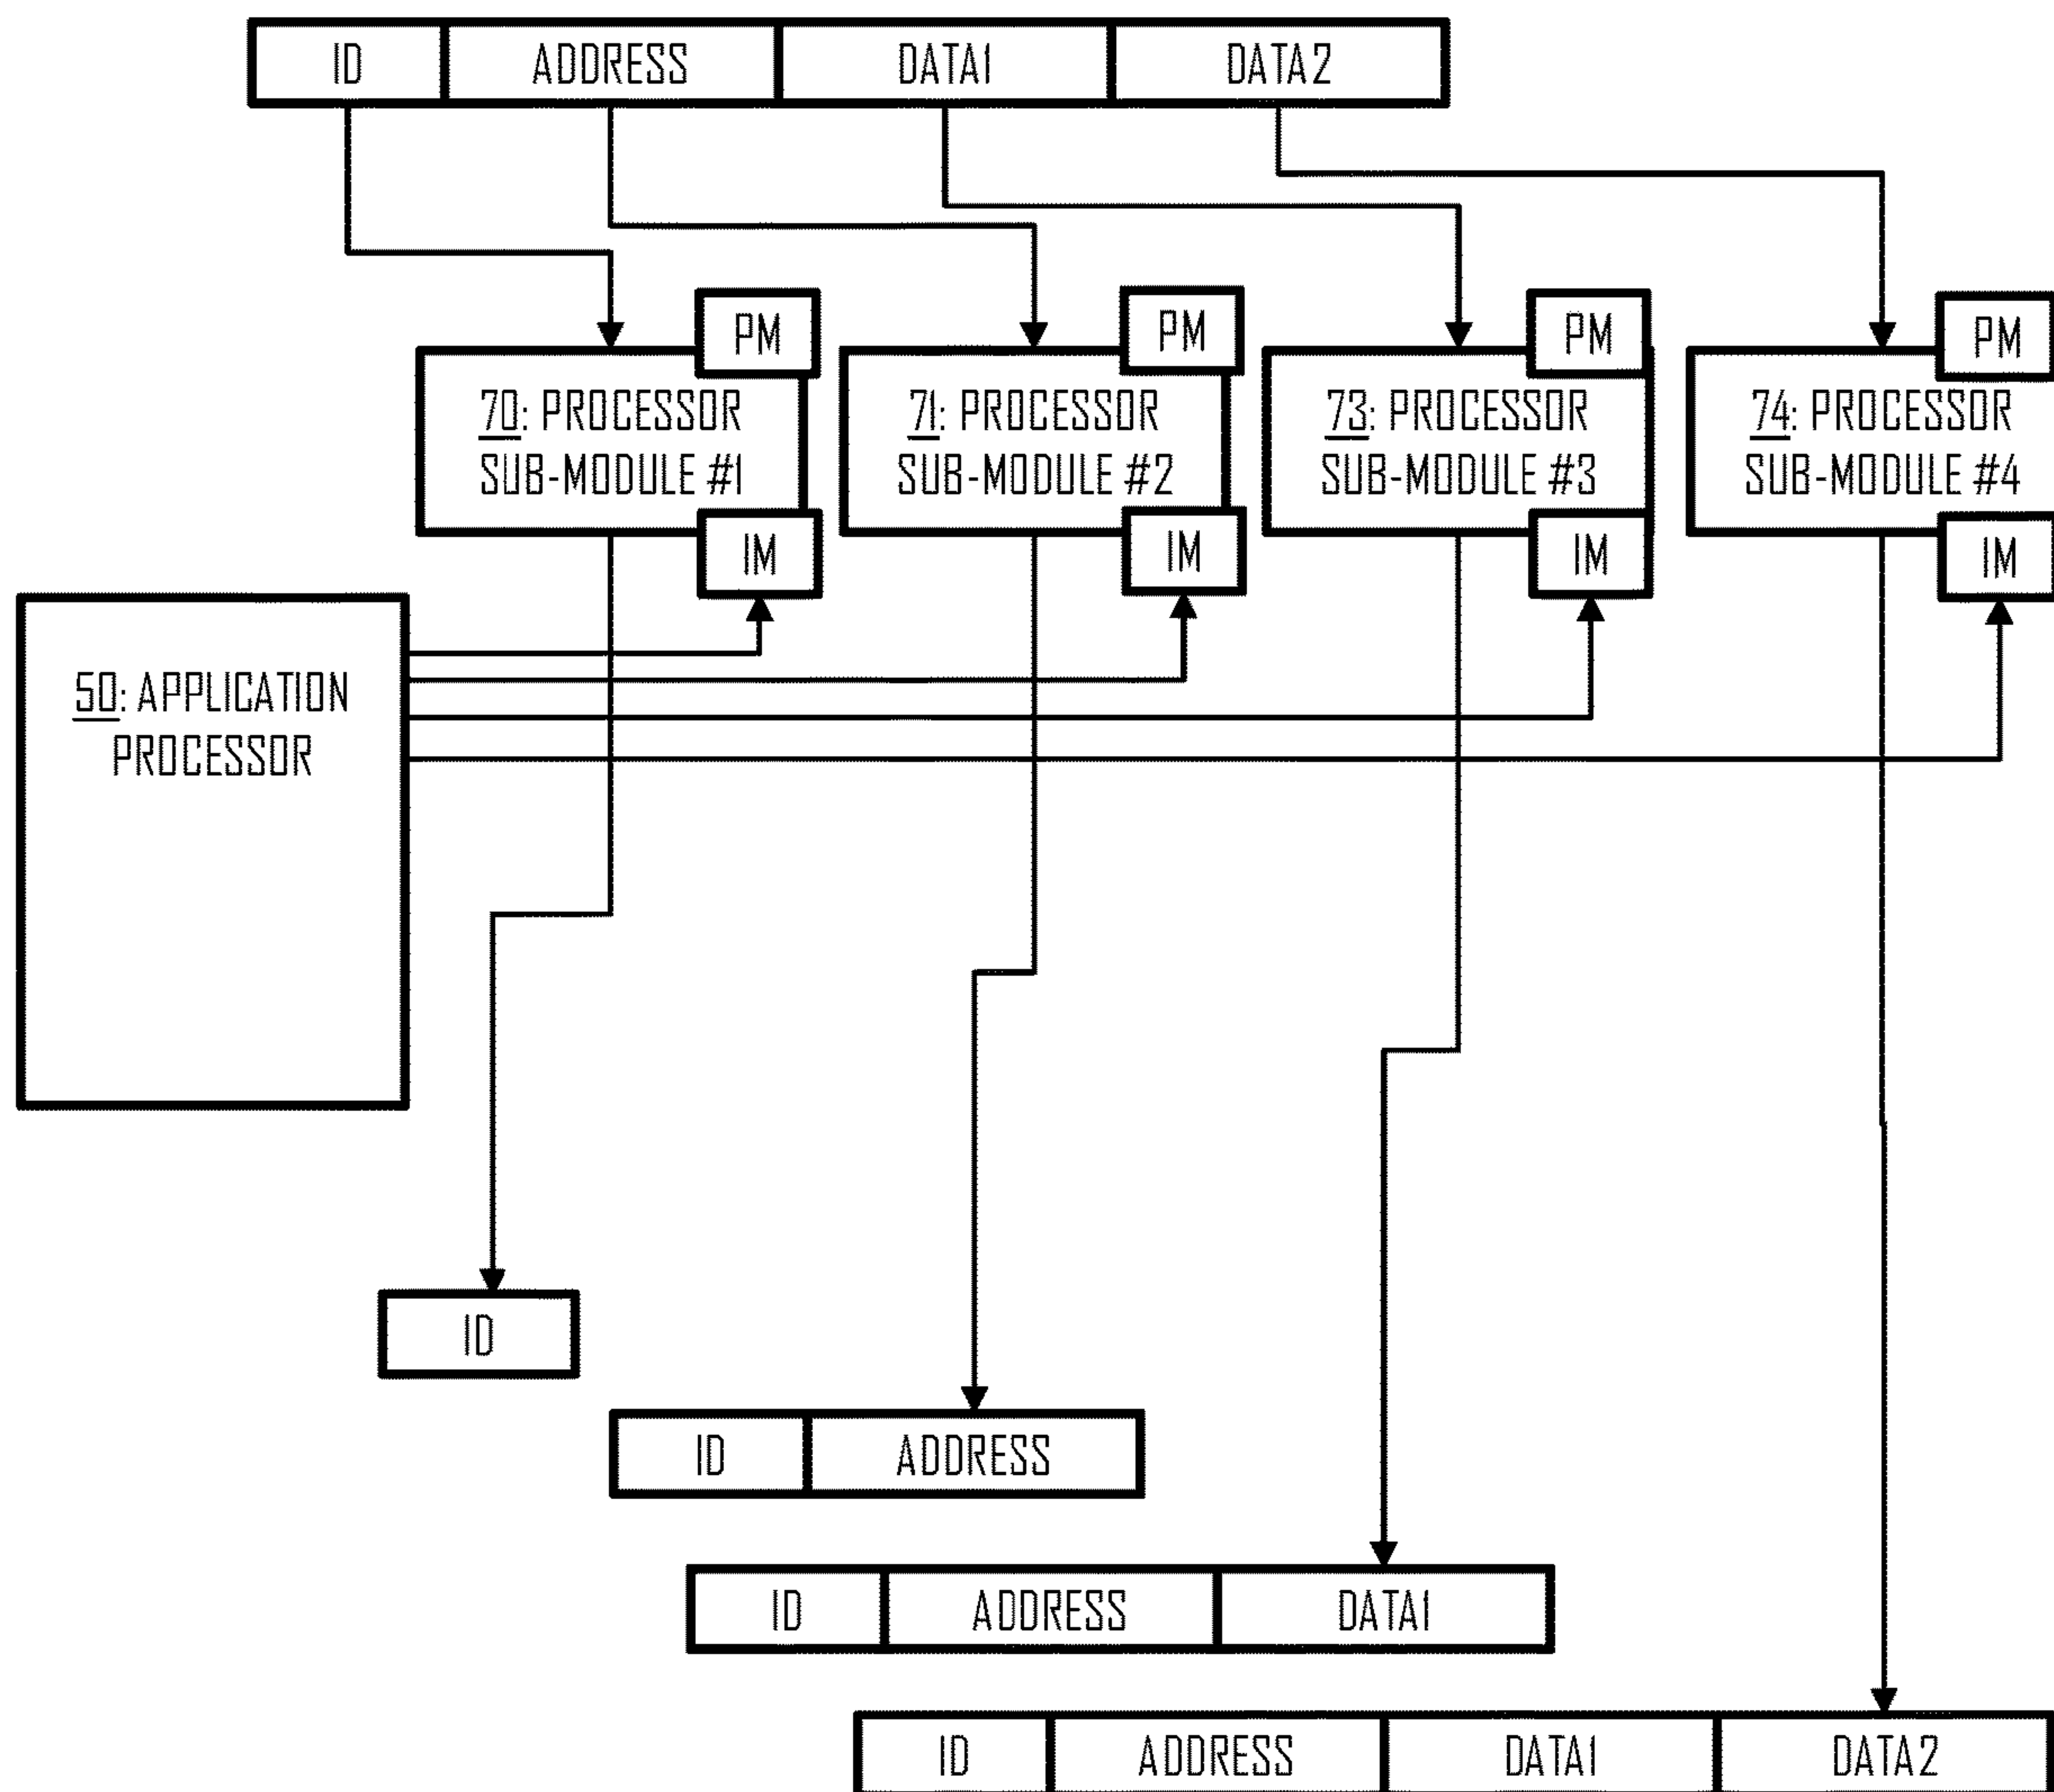 ID ADDRESS DATA1 DATA2
PM PM PM PM
70: PROCESSOR
SUB-MODULE #1
71: PROCESSOR
SUB-MODULE #2
73: PROCESSOR
SUB-MODULE #3
74: PROCESSOR
SUB-MODULE #4
IM IM IM IM
50: APPLICATION
PROCESSOR
ID
ID ADDRESS
ID ADDRESS DATA1
ID ADDRESS DATA1 DATA2